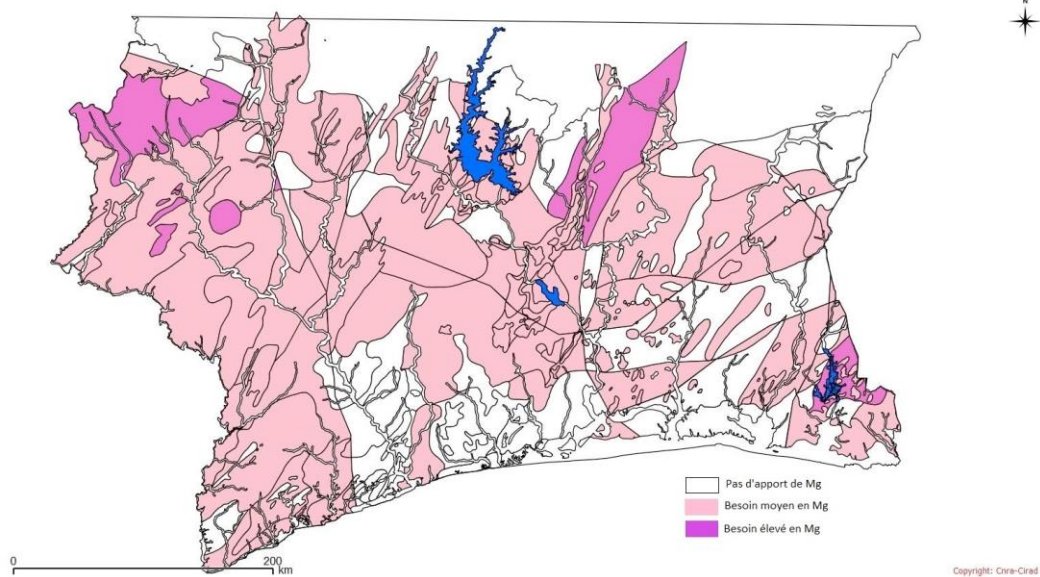 N
Pas d'apport de Mg
Besoin moyen en Mg
Besoin élevé en Mg
0
200
km
Copyright: Cnra-Cirad